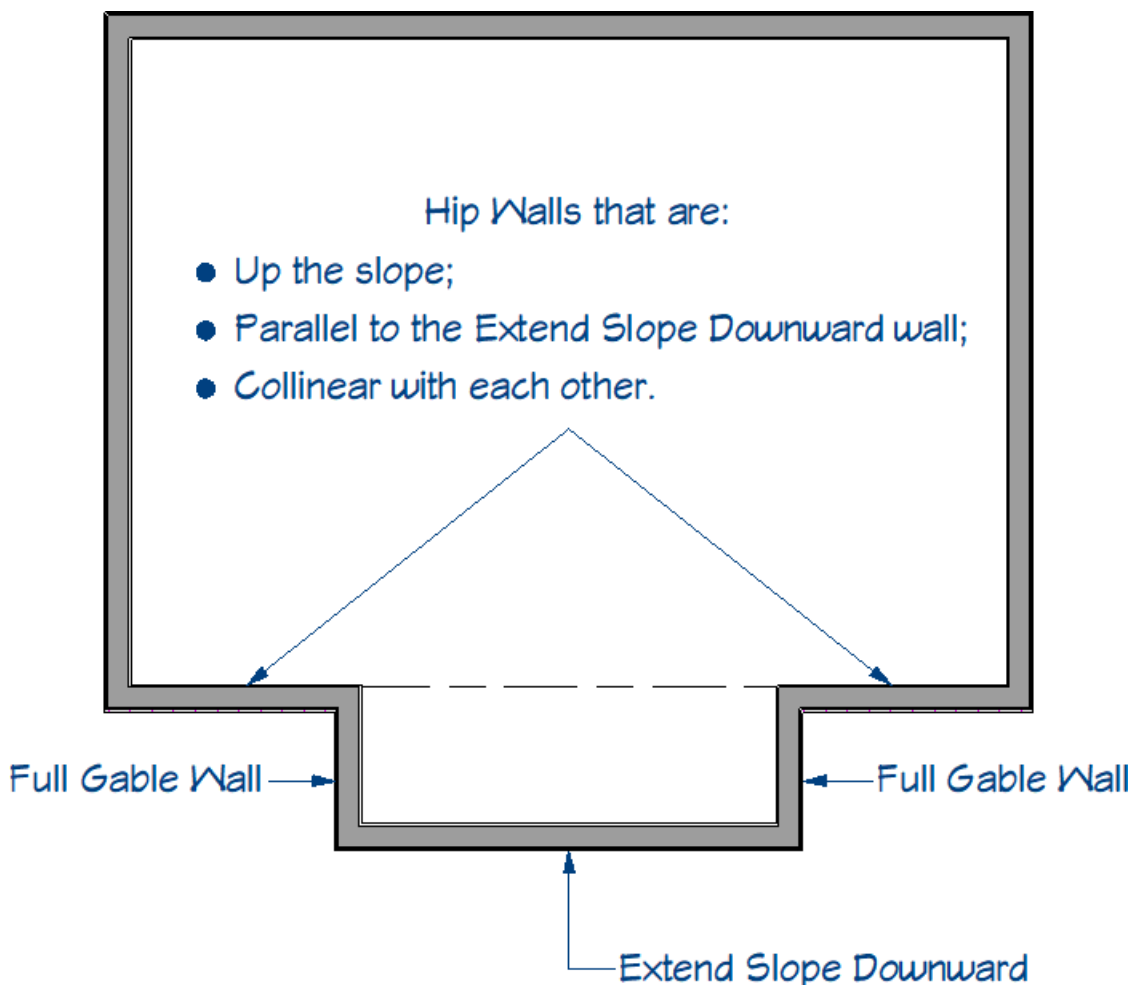 Hip Walls that are:
● Up the slope;
● Parallel to the Extend Slope Downward wall;
● Collinear with each other.
Full Gable Wall
Full Gable Wall
Extend Slope Downward